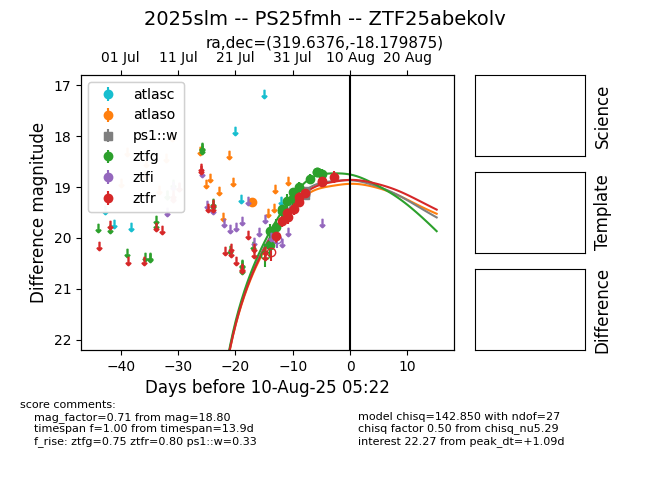 2025slm -- PS25fmh -- ZTF25abekolv
ra,dec=(319.6376,-18.179875)
01 Jul 11 Jul 21 Jul 31 Jul 10 Aug 20 Aug
atlasc
atlaso
ps1::w
ztfg
ztfi
ztfr
17
18
19
20
21
22
Difference magnitude
−40 −30 −20 −10 0 10
Days before 10-Aug-25 05:22
Science
Template
Difference
score comments:
mag_factor=0.71 from mag=18.80
timespan f=1.00 from timespan=13.9d
f_rise: ztfg=0.75 ztfr=0.80 ps1::w=0.33
model chisq=142.850 with ndof=27
chisq factor 0.50 from chisq_nu5.29
interest 22.27 from peak_dt=+1.09d